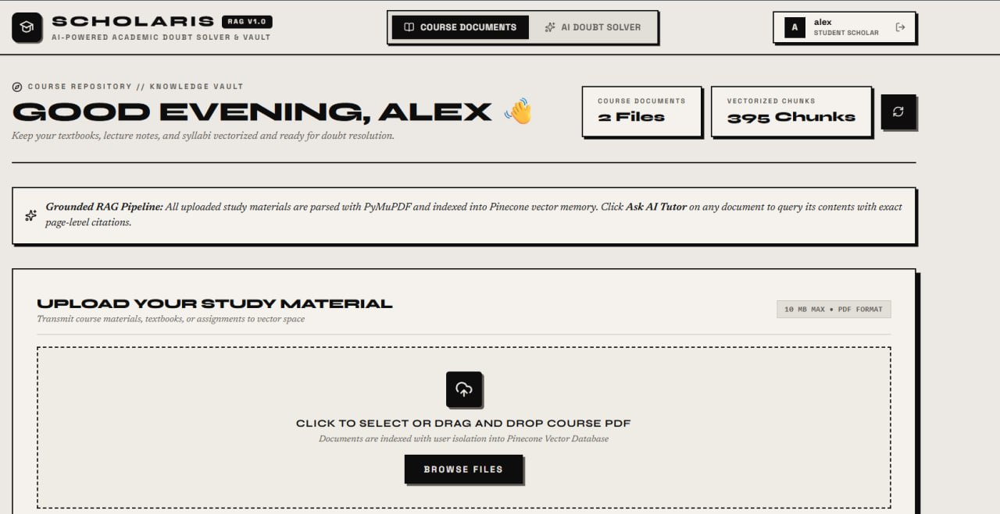 SCHOLARIS RAG V1.0
AI-POWERED ACADEMIC DOUBT SOLVER & VAULT
COURSE DOCUMENTS
AI DOUBT SOLVER
A
alex
STUDENT SCHOLAR
COURSE REPOSITORY // KNOWLEDGE VAULT
GOOD EVENING, ALEX 👋
Keep your textbooks, lecture notes, and syllabi vectorized and ready for doubt resolution.
COURSE DOCUMENTS
2 Files
VECTORIZED CHUNKS
395 Chunks
Grounded RAG Pipeline: All uploaded study materials are parsed with PyMuPDF and indexed into Pinecone vector memory. Click Ask AI Tutor on any document to query its contents with exact
page-level citations.
UPLOAD YOUR STUDY MATERIAL
Transmit course materials, textbooks, or assignments to vector space
10 MB MAX • PDF FORMAT
CLICK TO SELECT OR DRAG AND DROP COURSE PDF
Documents are indexed with user isolation into Pinecone Vector Database
BROWSE FILES